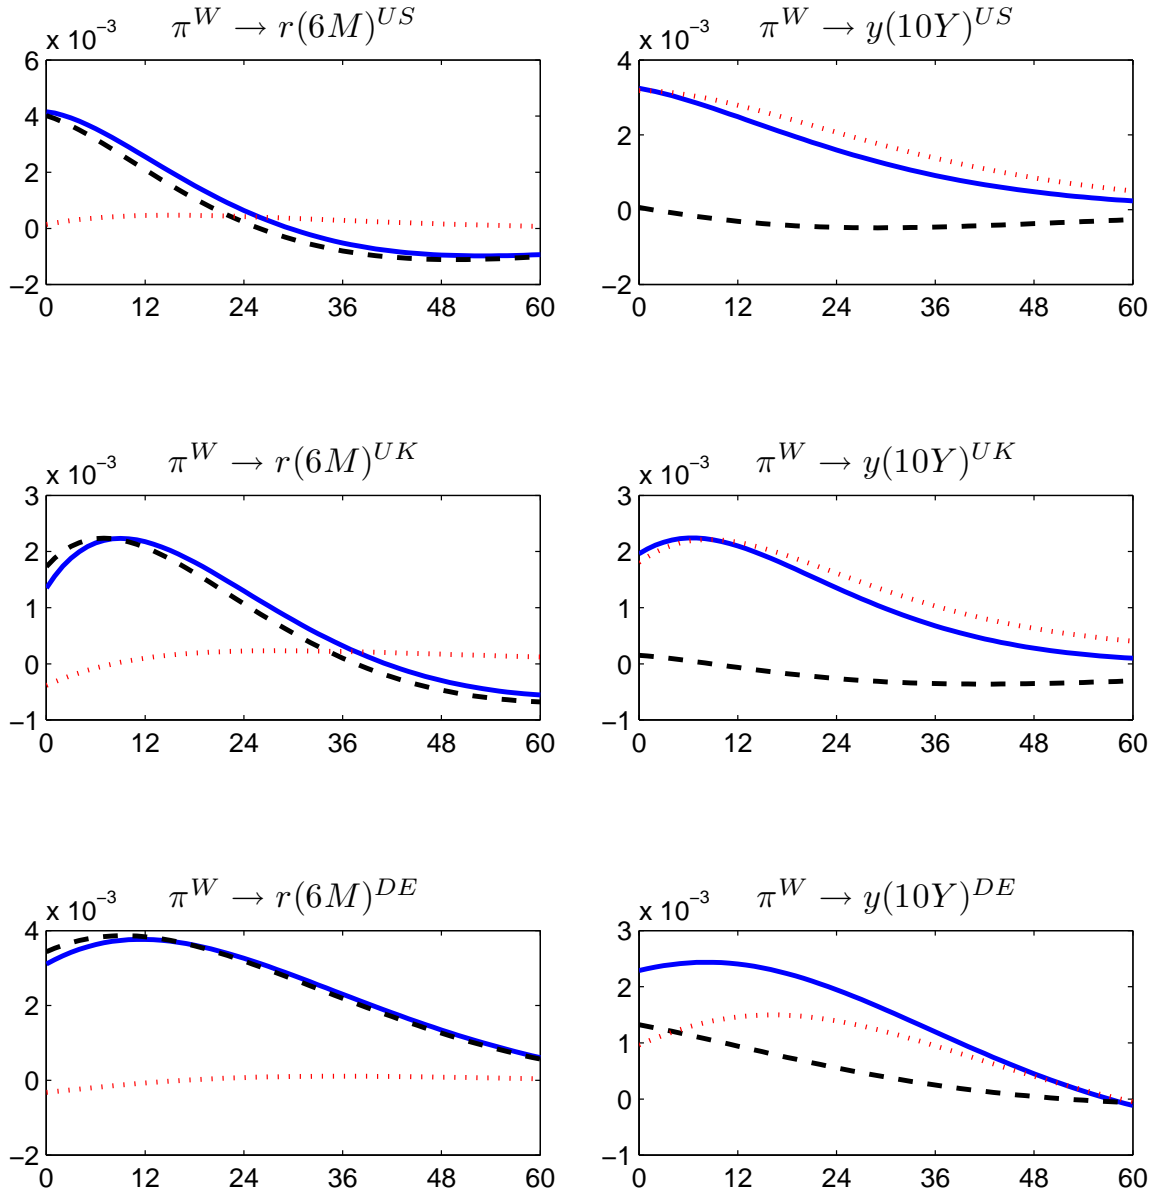 x 10⁻³ π^W → r(6M)^US
6
4
2
0
−2
0 12 24 36 48 60
x 10⁻³ π^W → y(10Y)^US
4
2
0
−2
0 12 24 36 48 60
x 10⁻³ π^W → r(6M)^UK
3
2
1
0
−1
0 12 24 36 48 60
x 10⁻³ π^W → y(10Y)^UK
3
2
1
0
−1
0 12 24 36 48 60
x 10⁻³ π^W → r(6M)^DE
4
2
0
−2
0 12 24 36 48 60
x 10⁻³ π^W → y(10Y)^DE
3
2
1
0
−1
0 12 24 36 48 60